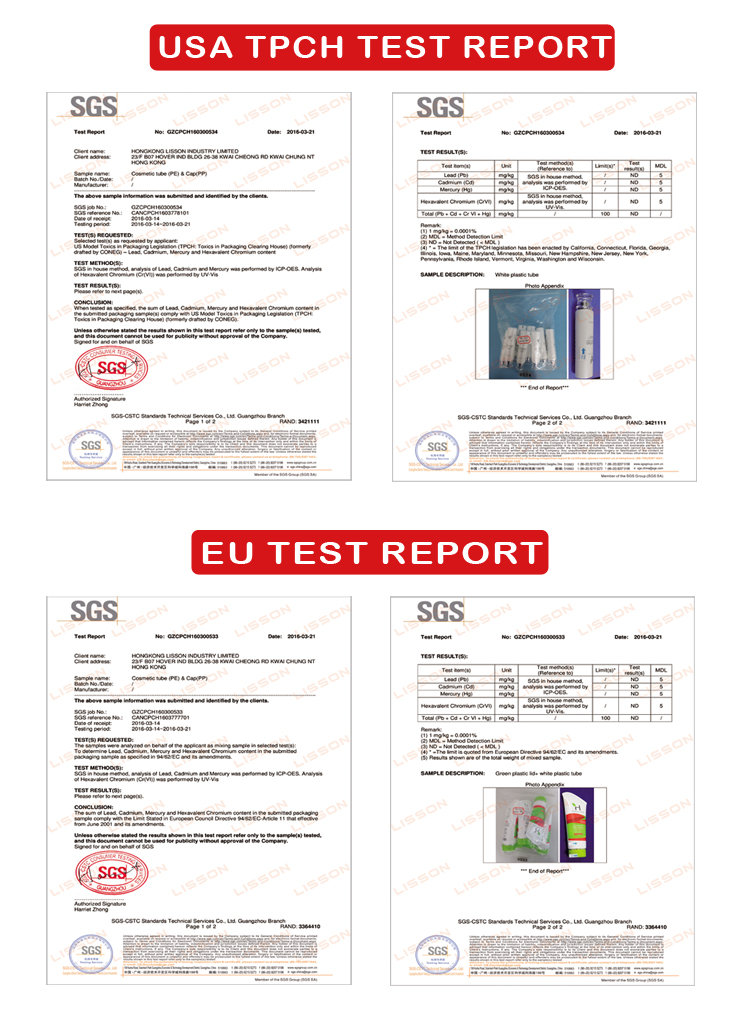 USA TPCH TEST REPORT
SGS
Test Report No: GZCPCH160300534 Date: 2016-03-21
Client name: HONGKONG LISSON INDUSTRY LIMITED
Client address: 23/F B07 HOVER IND BLDG 26-38 KWAI CHEONG RD KWAI CHUNG NT
HONG KONG
Sample name: Cosmetic tube (PE) & Cap(PP)
Batch No./Date: /
Manufacturer: /
The above sample information was submitted and identified by the clients.
SGS job No.: GZCPCH160300534
SGS reference No.: CANCPCH1603778101
Date of receipt: 2016-03-14
Testing period: 2016-03-14~2016-03-21
TEST(S) REQUESTED:
Selected test(s) as requested by applicant:
US Model Toxics in Packaging Legislation (TPCH: Toxics in Packaging Clearing House) (formerly
drafted by CONEG) – Lead, Cadmium, Mercury and Hexavalent Chromium content
TEST METHOD(S):
SGS in house method, analysis of Lead, Cadmium and Mercury was performed by ICP-OES. Analysis
of Hexavalent Chromium (Cr(VI)) was performed by UV-Vis
TEST RESULT(S):
Please refer to next page(s).
CONCLUSION:
When tested as specified, the sum of Lead, Cadmium, Mercury and Hexavalent Chromium content in
the submitted packaging sample(s) comply with US Model Toxics in Packaging Legislation (TPCH:
Toxics in Packaging Clearing House) (formerly drafted by CONEG).
Unless otherwise stated the results shown in this test report refer only to the sample(s) tested,
and this document cannot be used for publicity without approval of the Company.
Signed for and on behalf of SGS
SGS
GUANGZHOU
Authorized Signature
Harriet Zhong
SGS-CSTC Standards Technical Services Co., Ltd. Guangzhou Branch
Page 1 of 2 RAND: 3421111
SGS
Member of the SGS Group (SGS SA)
SGS
Test Report No: GZCPCH160300534 Date: 2016-03-21
TEST RESULT(S):
Test item(s) Unit Test method(s) (Reference to) Limit(s)* Test result(s) MDL
Lead (Pb) mg/kg SGS in house method, analysis was performed by ICP-OES. / ND 5
Cadmium (Cd) mg/kg / ND 5
Mercury (Hg) mg/kg / ND 5
Hexavalent Chromium (CrVI) mg/kg SGS in house method, analysis was performed by UV-Vis. / ND 5
Total (Pb + Cd + Cr VI + Hg) mg/kg / 100 ND /
Remark:
(1) 1 mg/kg = 0.0001%
(2) MDL = Method Detection Limit
(3) ND = Not Detected ( < MDL )
(4) * = the limit of the TPCH legislation has been enacted by California, Connecticut, Florida, Georgia,
Illinois, Iowa, Maine, Maryland, Minnesota, Missouri, New Hampshire, New Jersey, New York,
Pennsylvania, Rhode Island, Vermont, Virginia, Washington and Wisconsin.
SAMPLE DESCRIPTION: White plastic tube
Photo Appendix
*** End of Report***
SGS-CSTC Standards Technical Services Co., Ltd. Guangzhou Branch
Page 2 of 2 RAND: 3421111
SGS
Member of the SGS Group (SGS SA)
EU TEST REPORT
SGS
Test Report No: GZCPCH160300533 Date: 2016-03-21
Client name: HONGKONG LISSON INDUSTRY LIMITED
Client address: 23/F B07 HOVER IND BLDG 26-38 KWAI CHEONG RD KWAI CHUNG NT
HONG KONG
Sample name: Cosmetic tube (PE) & Cap(PP)
Batch No./Date: /
Manufacturer: /
The above sample information was submitted and identified by the clients.
SGS job No.: GZCPCH160300533
SGS reference No.: CANCPCH1603777701
Date of receipt: 2016-03-14
Testing period: 2016-03-14~2016-03-21
TEST(S) REQUESTED:
The samples were analyzed on behalf of the applicant as mixing sample in selected test(s):
To determine Lead, Cadmium, Mercury and Hexavalent Chromium content in the submitted
packaging sample as specified in 94/62/EC and its amendments.
TEST METHOD(S):
SGS in house method, analysis of Lead, Cadmium and Mercury was performed by ICP-OES. Analysis
of Hexavalent Chromium (Cr(VI)) was performed by UV-Vis
TEST RESULT(S):
Please refer to next page(s).
CONCLUSION:
The sum of Lead, Cadmium, Mercury and Hexavalent Chromium content in the submitted packaging
sample comply with the Limit Stated in European Council Directive 94/62/EC-Article 11 that effective
from June 2001 and its amendments.
Unless otherwise stated the results shown in this test report refer only to the sample(s) tested,
and this document cannot be used for publicity without approval of the Company.
Signed for and on behalf of SGS
SGS
GUANGZHOU
Authorized Signature
Harriet Zhong
SGS-CSTC Standards Technical Services Co., Ltd. Guangzhou Branch
Page 1 of 2 RAND: 3364410
SGS
Member of the SGS Group (SGS SA)
SGS
Test Report No: GZCPCH160300533 Date: 2016-03-21
TEST RESULT(S):
Test item(s) Unit Test method(s) (Reference to) Limit(s)* Test result(s) MDL
Lead (Pb) mg/kg SGS in house method, analysis was performed by ICP-OES. / ND 5
Cadmium (Cd) mg/kg / ND 5
Mercury (Hg) mg/kg / ND 5
Hexavalent Chromium (CrVI) mg/kg SGS in house method, analysis was performed by UV-Vis. / ND 5
Total (Pb + Cd + Cr VI + Hg) mg/kg / 100 ND /
Remark:
(1) 1 mg/kg = 0.0001%
(2) MDL = Method Detection Limit
(3) ND = Not Detected ( < MDL )
(4) * =The limit is quoted from European Directive 94/62/EC and its amendments.
(5) Results shown are of the total weight of mixed sample.
SAMPLE DESCRIPTION: Green plastic lid+ white plastic tube
Photo Appendix
H
*** End of Report***
SGS-CSTC Standards Technical Services Co., Ltd. Guangzhou Branch
Page 2 of 2 RAND: 3364410
SGS
Member of the SGS Group (SGS SA)